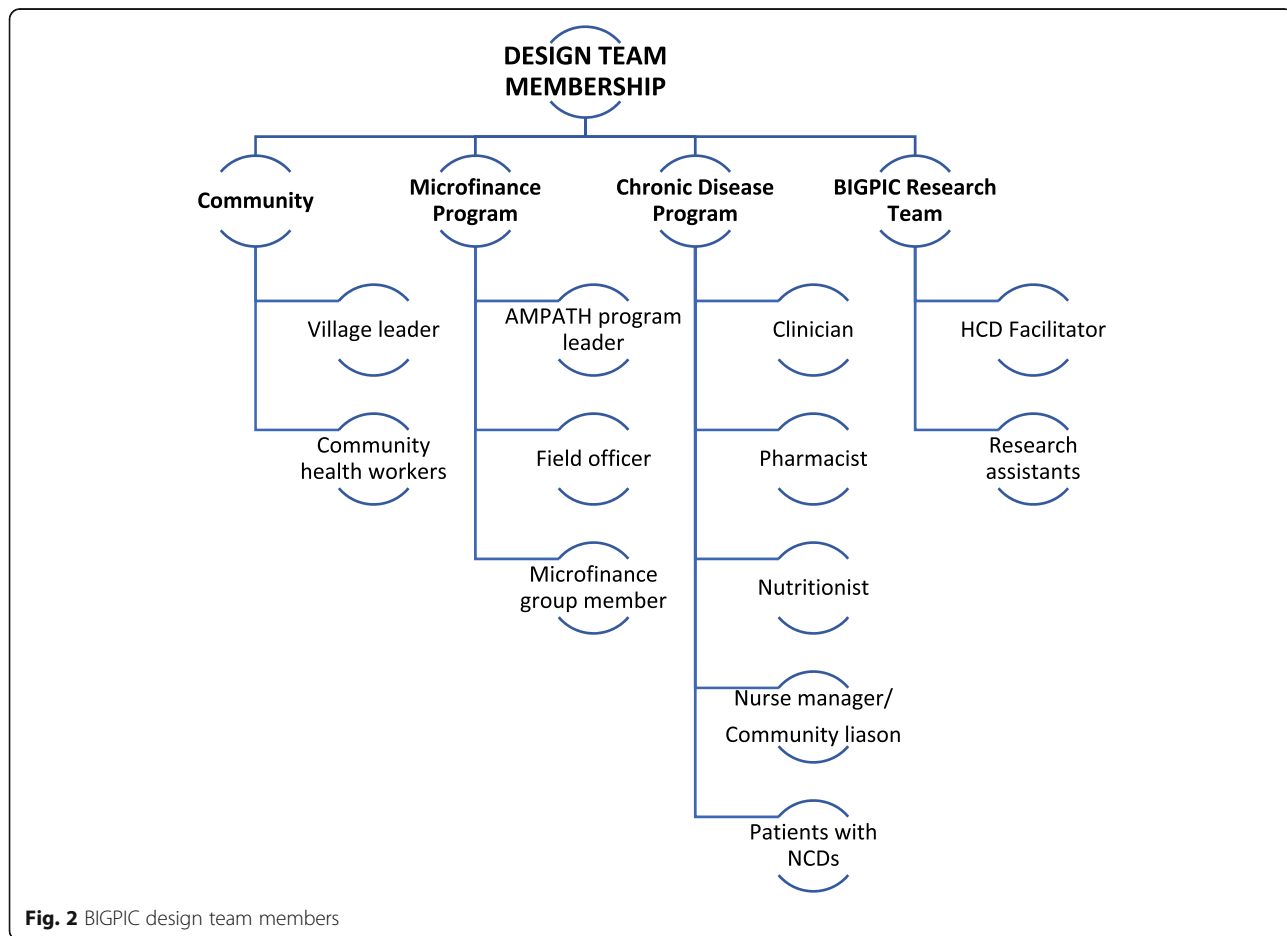 DESIGN TEAM
MEMBERSHIP
Community
Microfinance
Program
Chronic Disease
Program
BIGPIC Research
Team
Village leader
Community
health workers
AMPATH program
leader
Field officer
Microfinance
group member
Clinician
Pharmacist
Nutritionist
Nurse manager/
Community liason
Patients with
NCDs
HCD Facilitator
Research
assistants
Fig. 2 BIGPIC design team members